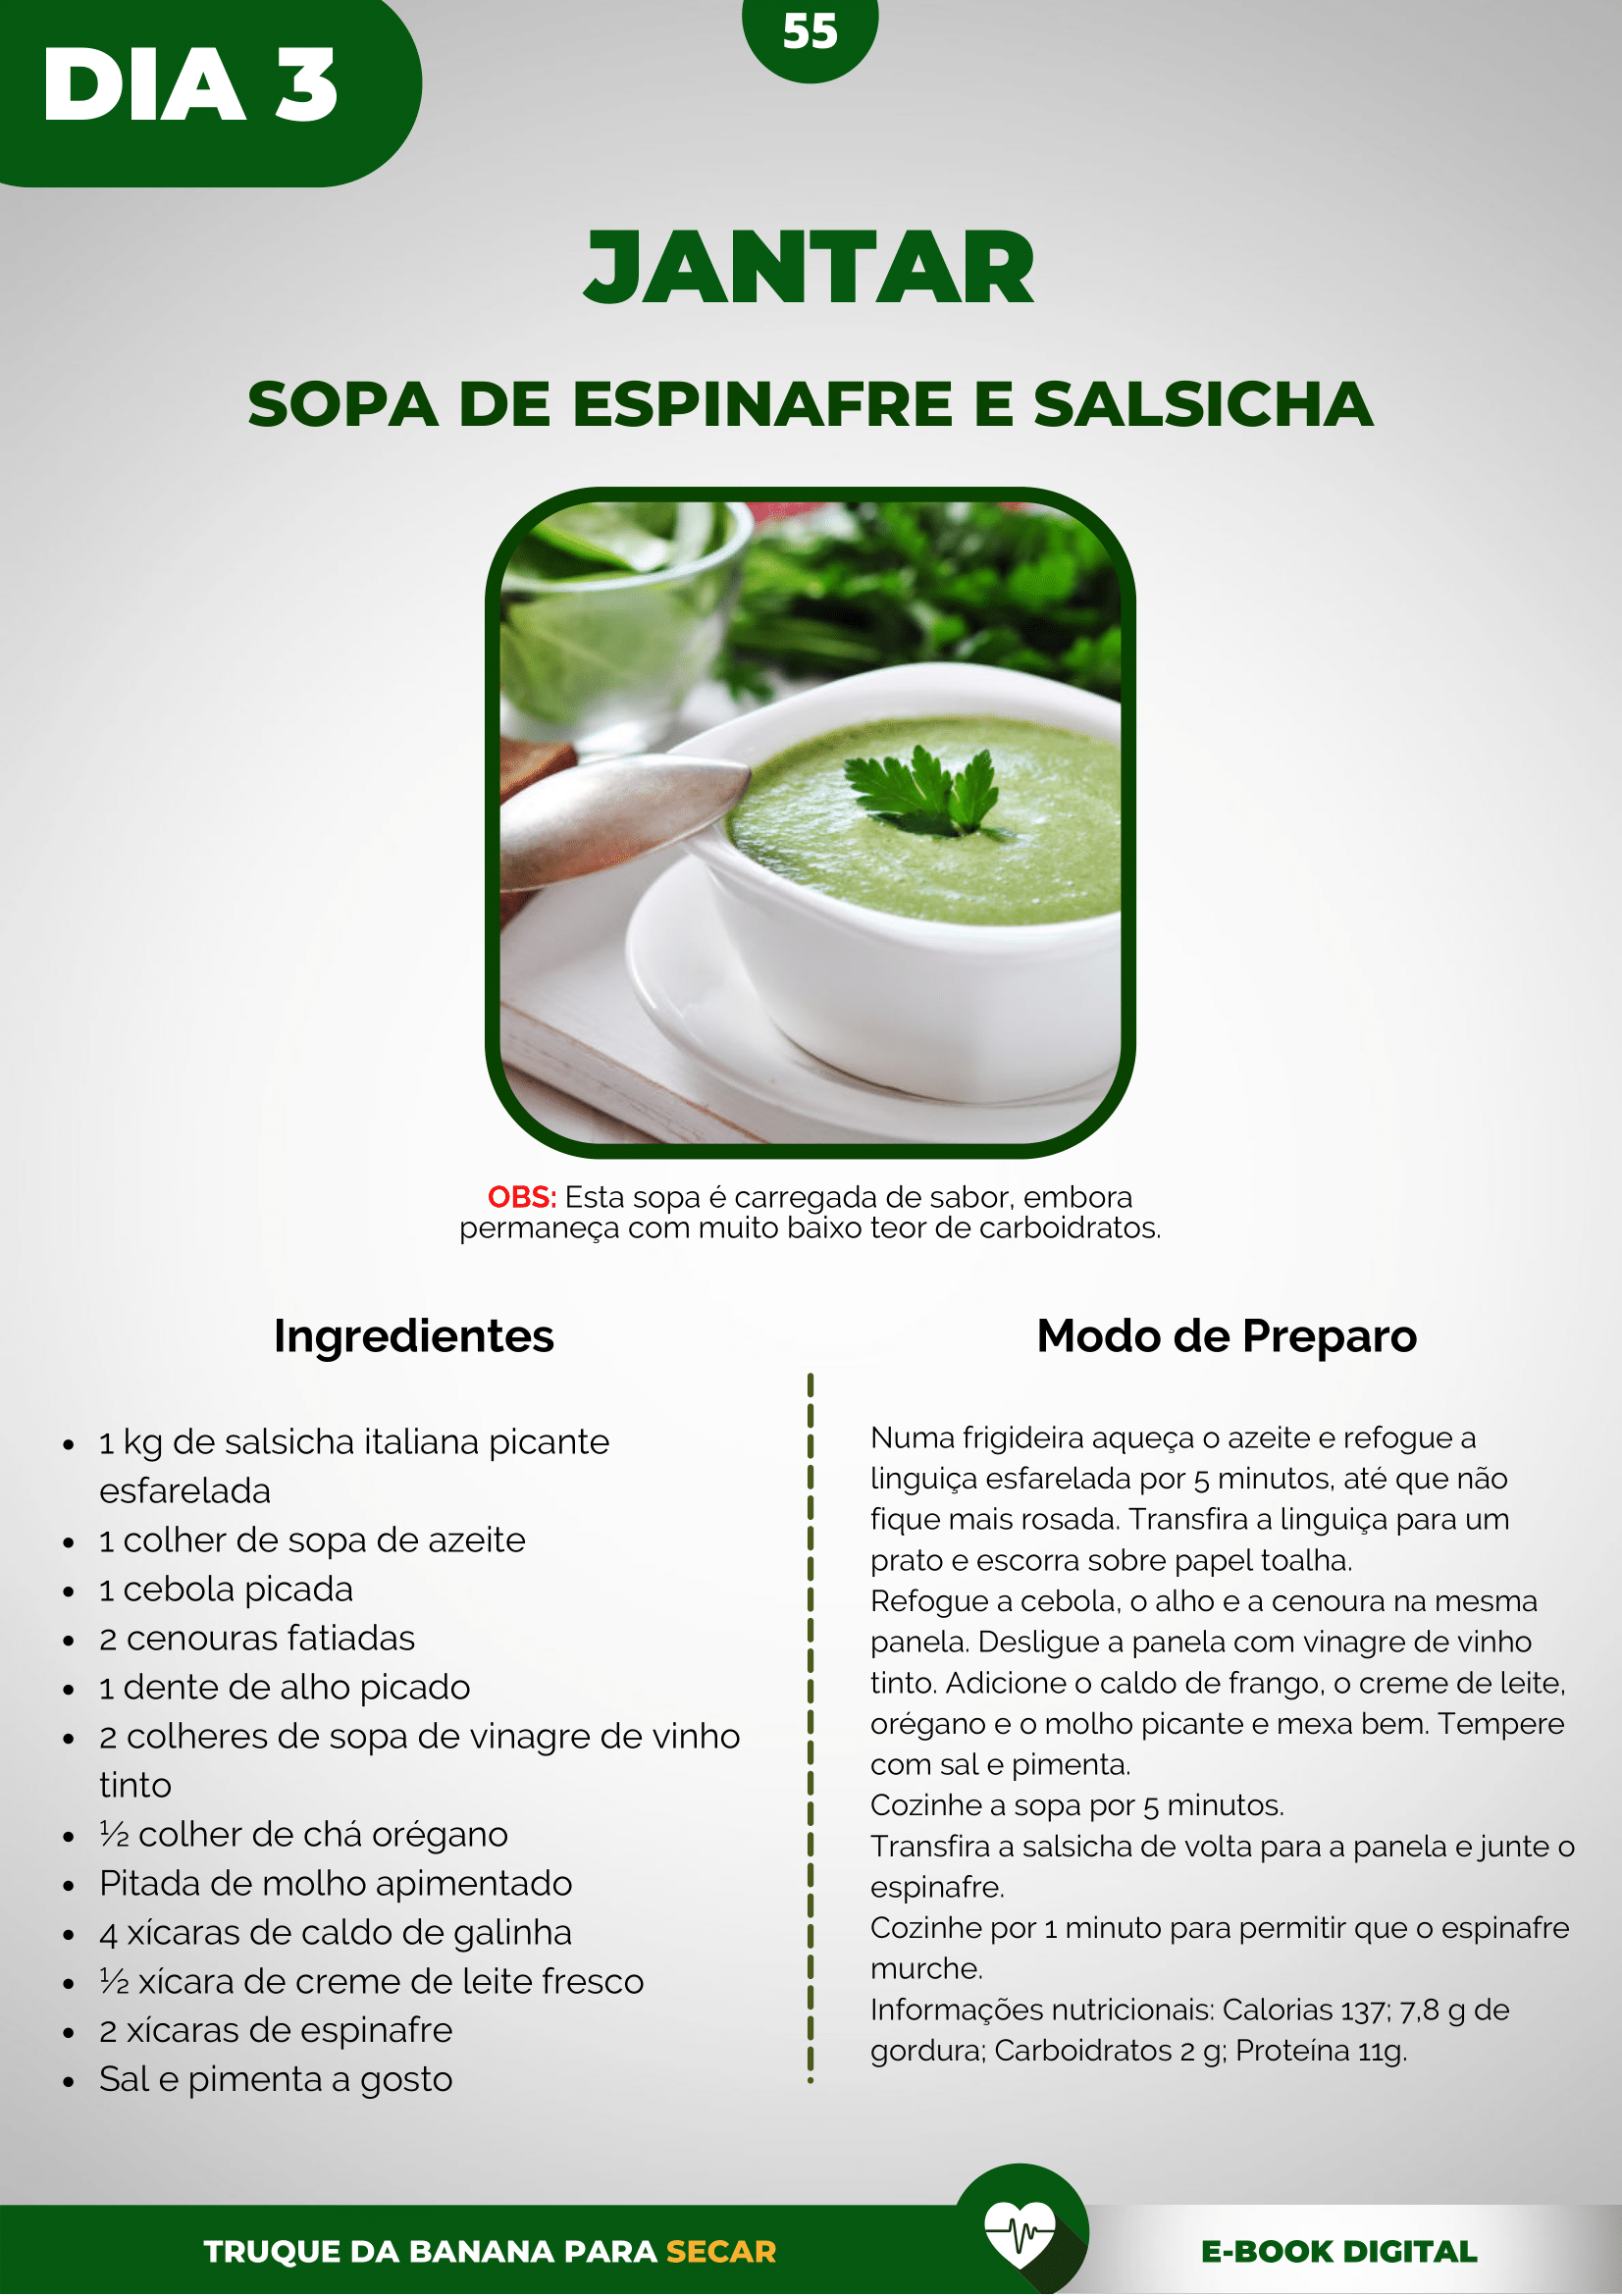 DIA 3
55
JANTAR
SOPA DE ESPINAFRE E SALSICHA
OBS: Esta sopa é carregada de sabor, embora
permaneça com muito baixo teor de carboidratos.
Ingredientes
• 1 kg de salsicha italiana picante
esfarelada
• 1 colher de sopa de azeite
• 1 cebola picada
• 2 cenouras fatiadas
• 1 dente de alho picado
• 2 colheres de sopa de vinagre de vinho
tinto
• ½ colher de chá orégano
• Pitada de molho apimentado
• 4 xícaras de caldo de galinha
• ½ xícara de creme de leite fresco
• 2 xícaras de espinafre
• Sal e pimenta a gosto
Modo de Preparo
Numa frigideira aqueça o azeite e refogue a
linguiça esfarelada por 5 minutos, até que não
fique mais rosada. Transfira a linguiça para um
prato e escorra sobre papel toalha.
Refogue a cebola, o alho e a cenoura na mesma
panela. Desligue a panela com vinagre de vinho
tinto. Adicione o caldo de frango, o creme de leite,
orégano e o molho picante e mexa bem. Tempere
com sal e pimenta.
Cozinhe a sopa por 5 minutos.
Transfira a salsicha de volta para a panela e junte o
espinafre.
Cozinhe por 1 minuto para permitir que o espinafre
murche.
Informações nutricionais: Calorias 137; 7,8 g de
gordura; Carboidratos 2 g; Proteína 11g.
TRUQUE DA BANANA PARA SECAR
E-BOOK DIGITAL